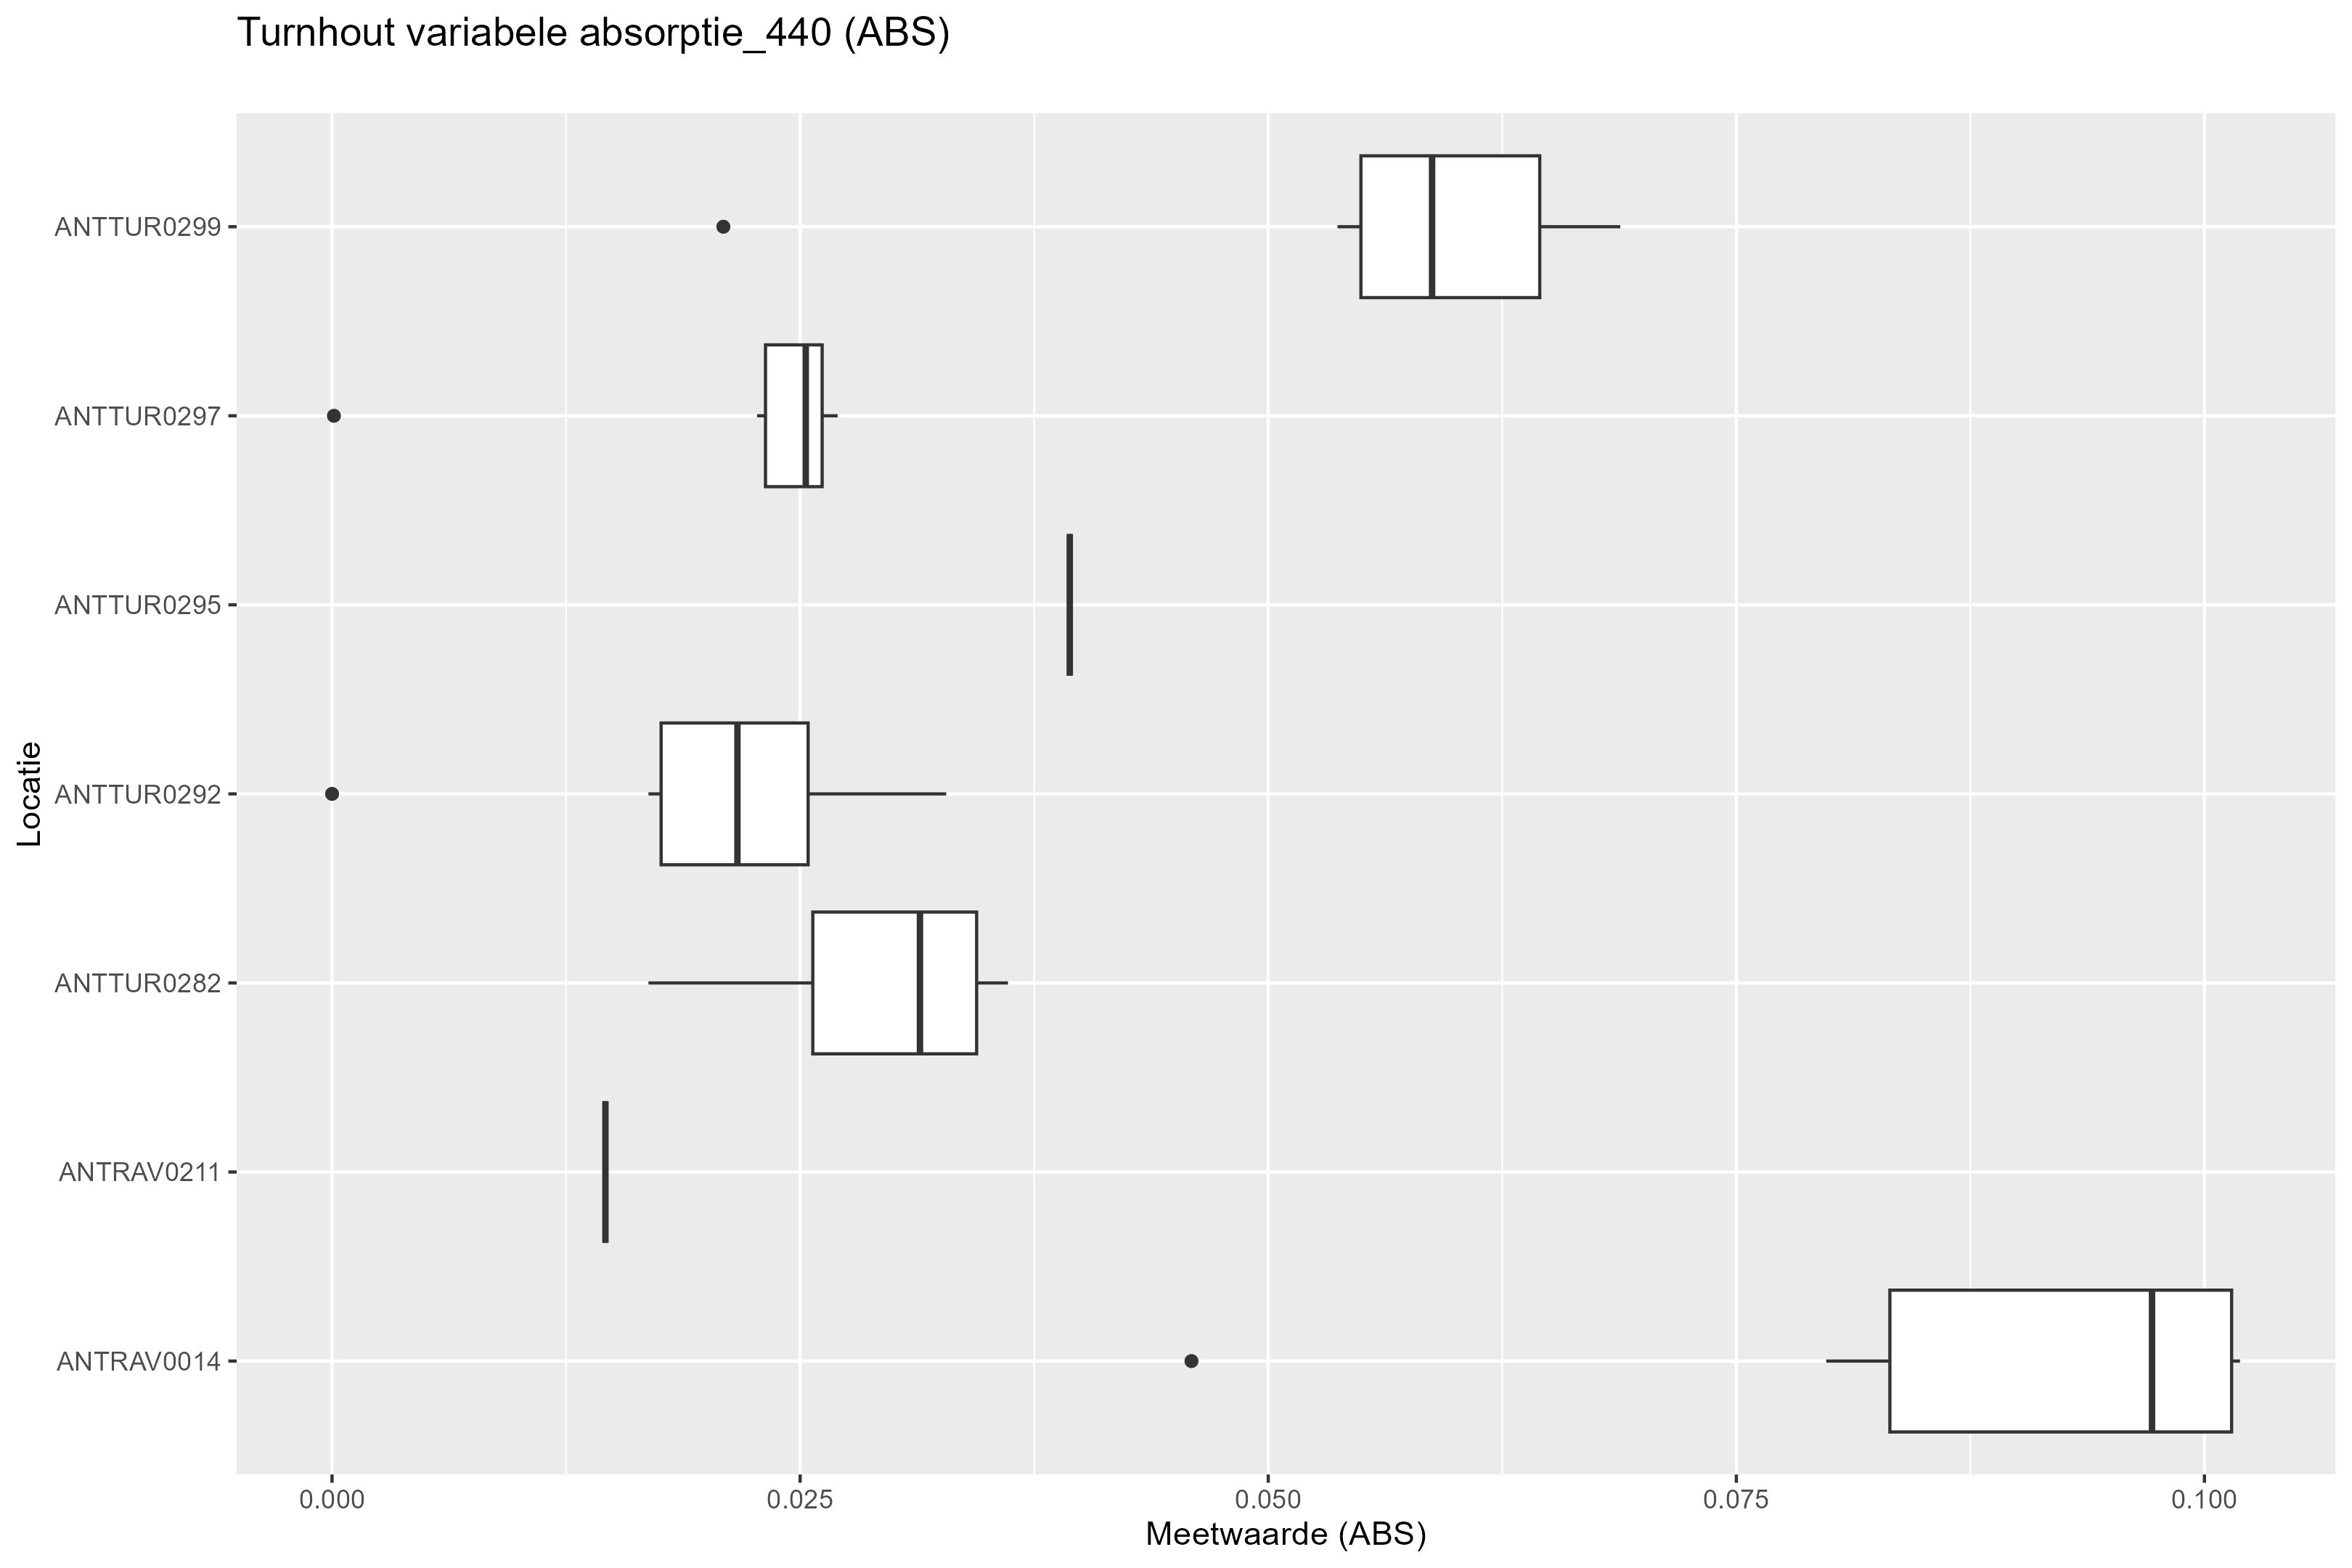 Turnhout variabele absorptie_440 (ABS)
ANTTUR0299
ANTTUR0297
ANTTUR0295
ANTTUR0292
ANTTUR0282
ANTRAV0211
ANTRAV0014
Locatie
0.000 0.025 0.050 0.075 0.100
Meetwaarde (ABS)